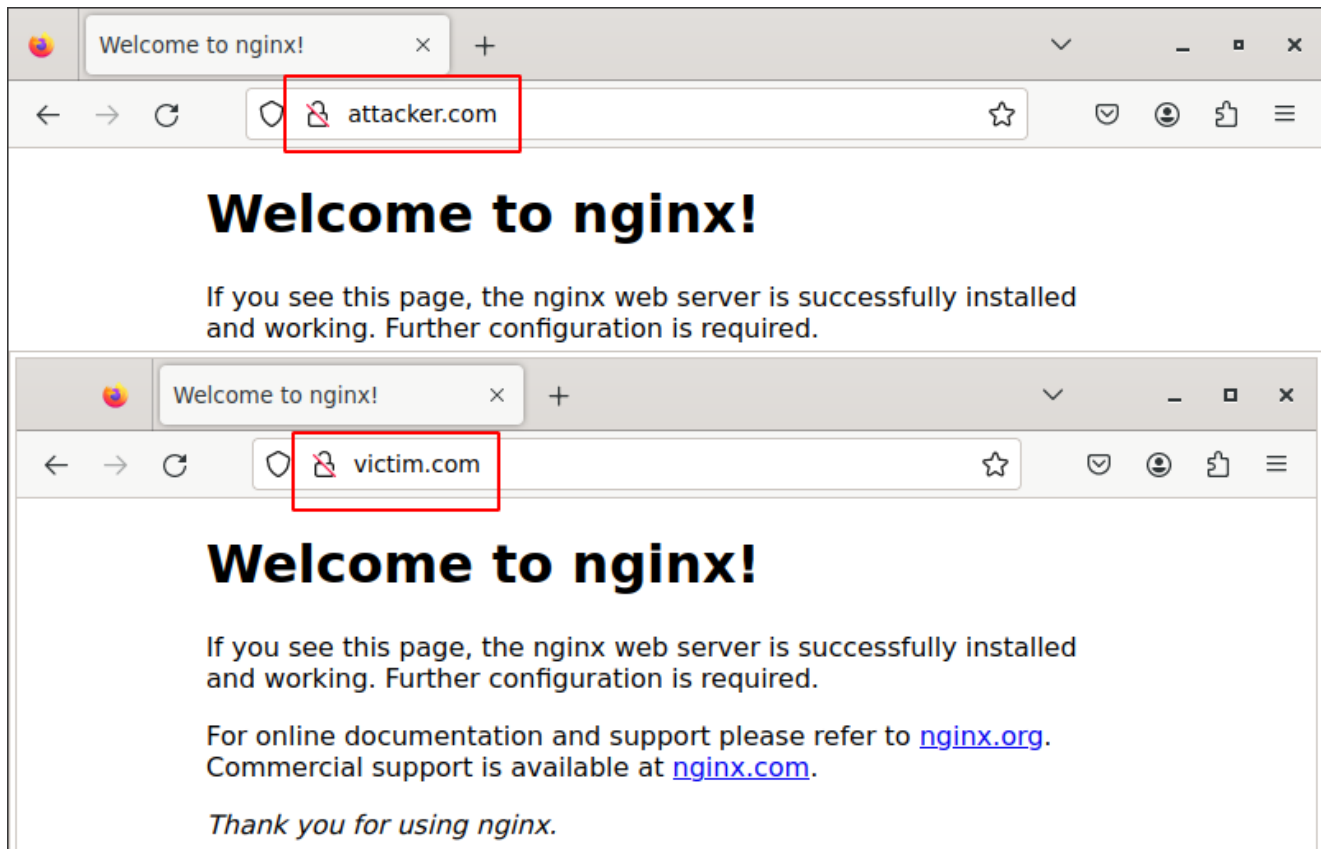 Welcome to nginx!
attacker.com
Welcome to nginx!
If you see this page, the nginx web server is successfully installed
and working. Further configuration is required.
Welcome to nginx!
victim.com
Welcome to nginx!
If you see this page, the nginx web server is successfully installed
and working. Further configuration is required.
For online documentation and support please refer to nginx.org.
Commercial support is available at nginx.com.
Thank you for using nginx.